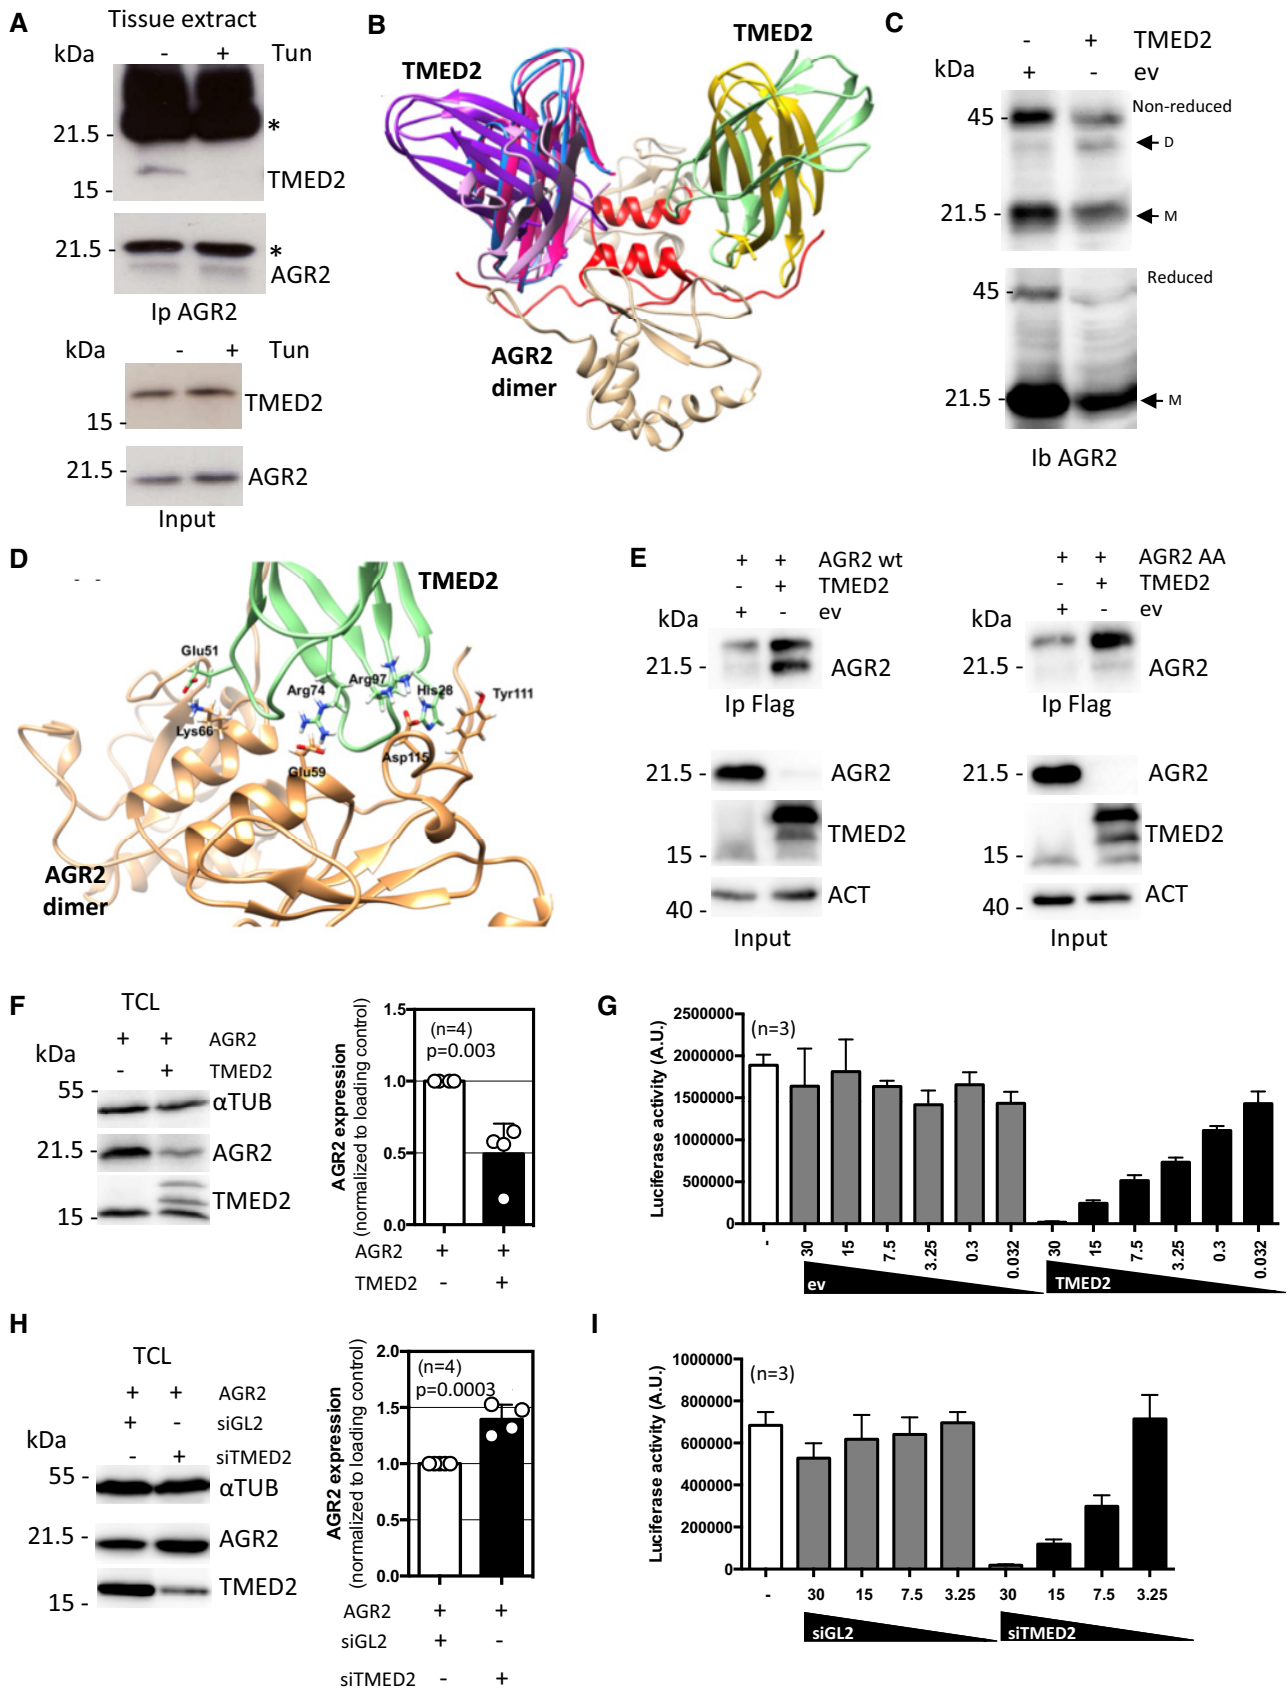 A
Tissue extract
kDa - + Tun
21.5 - *
TMED2
15 -
21.5 - *
AGR2
Ip AGR2
kDa - + Tun
TMED2
15 -
21.5 - AGR2
Input
B
TMED2
TMED2
AGR2
dimer
C
- + TMED2
kDa + - ev
45 - Non-reduced
D
21.5 - M
45 - Reduced
21.5 - M
Ib AGR2
D
- -
TMED2
Glu51
Arg74 Arg97 His28 Tyr111
Lys66
Glu59 Asp115
AGR2
dimer
E
+ + AGR2 wt
- + TMED2
kDa + - ev
21.5 - AGR2
Ip Flag
21.5 - AGR2
TMED2
15 -
ACT
40 -
Input
+ + AGR2 AA
- + TMED2
kDa + - ev
21.5 - AGR2
Ip Flag
21.5 - AGR2
TMED2
15 -
ACT
40 -
Input
F
TCL
+ + AGR2
kDa - + TMED2
55 - αTUB
21.5 - AGR2
TMED2
15 -
AGR2 expression
(normalized to loading control)
1.5
1.0
0.5
0.0
(n=4)
p=0.003
AGR2 + +
TMED2 - +
G
Luciferase activity (A.U.)
2500000
2000000
1500000
1000000
500000
0
(n=3)
- 30 15 7.5 3.25 0.3 0.032 30 15 7.5 3.25 0.3 0.032
ev TMED2
H
TCL
+ + AGR2
+ - siGL2
kDa - + siTMED2
55 - αTUB
21.5 - AGR2
TMED2
15 -
AGR2 expression
(normalized to loading control)
2.0
1.5
1.0
0.5
0.0
(n=4)
p=0.0003
AGR2 + +
siGL2 + -
siTMED2 - +
I
Luciferase activity (A.U.)
1000000
800000
600000
400000
200000
0
(n=3)
- 30 15 7.5 3.25 30 15 7.5 3.25
siGL2 siTMED2